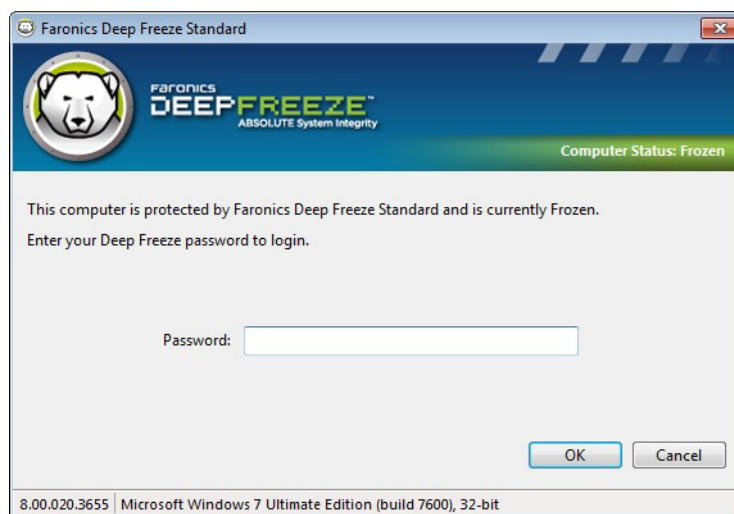 Faronics Deep Freeze Standard
Faronics
DEEPFREEZE™
ABSOLUTE System Integrity
Computer Status: Frozen
This computer is protected by Faronics Deep Freeze Standard and is currently Frozen.
Enter your Deep Freeze password to login.
Password:
OK Cancel
8.00.020.3655 Microsoft Windows 7 Ultimate Edition (build 7600), 32-bit